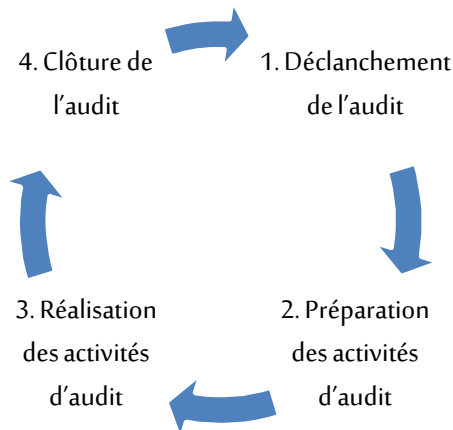 1. Déclanchement
de l'audit
2. Préparation
des activités
d'audit
3. Réalisation
des activités
d'audit
4. Clôture de
l'audit